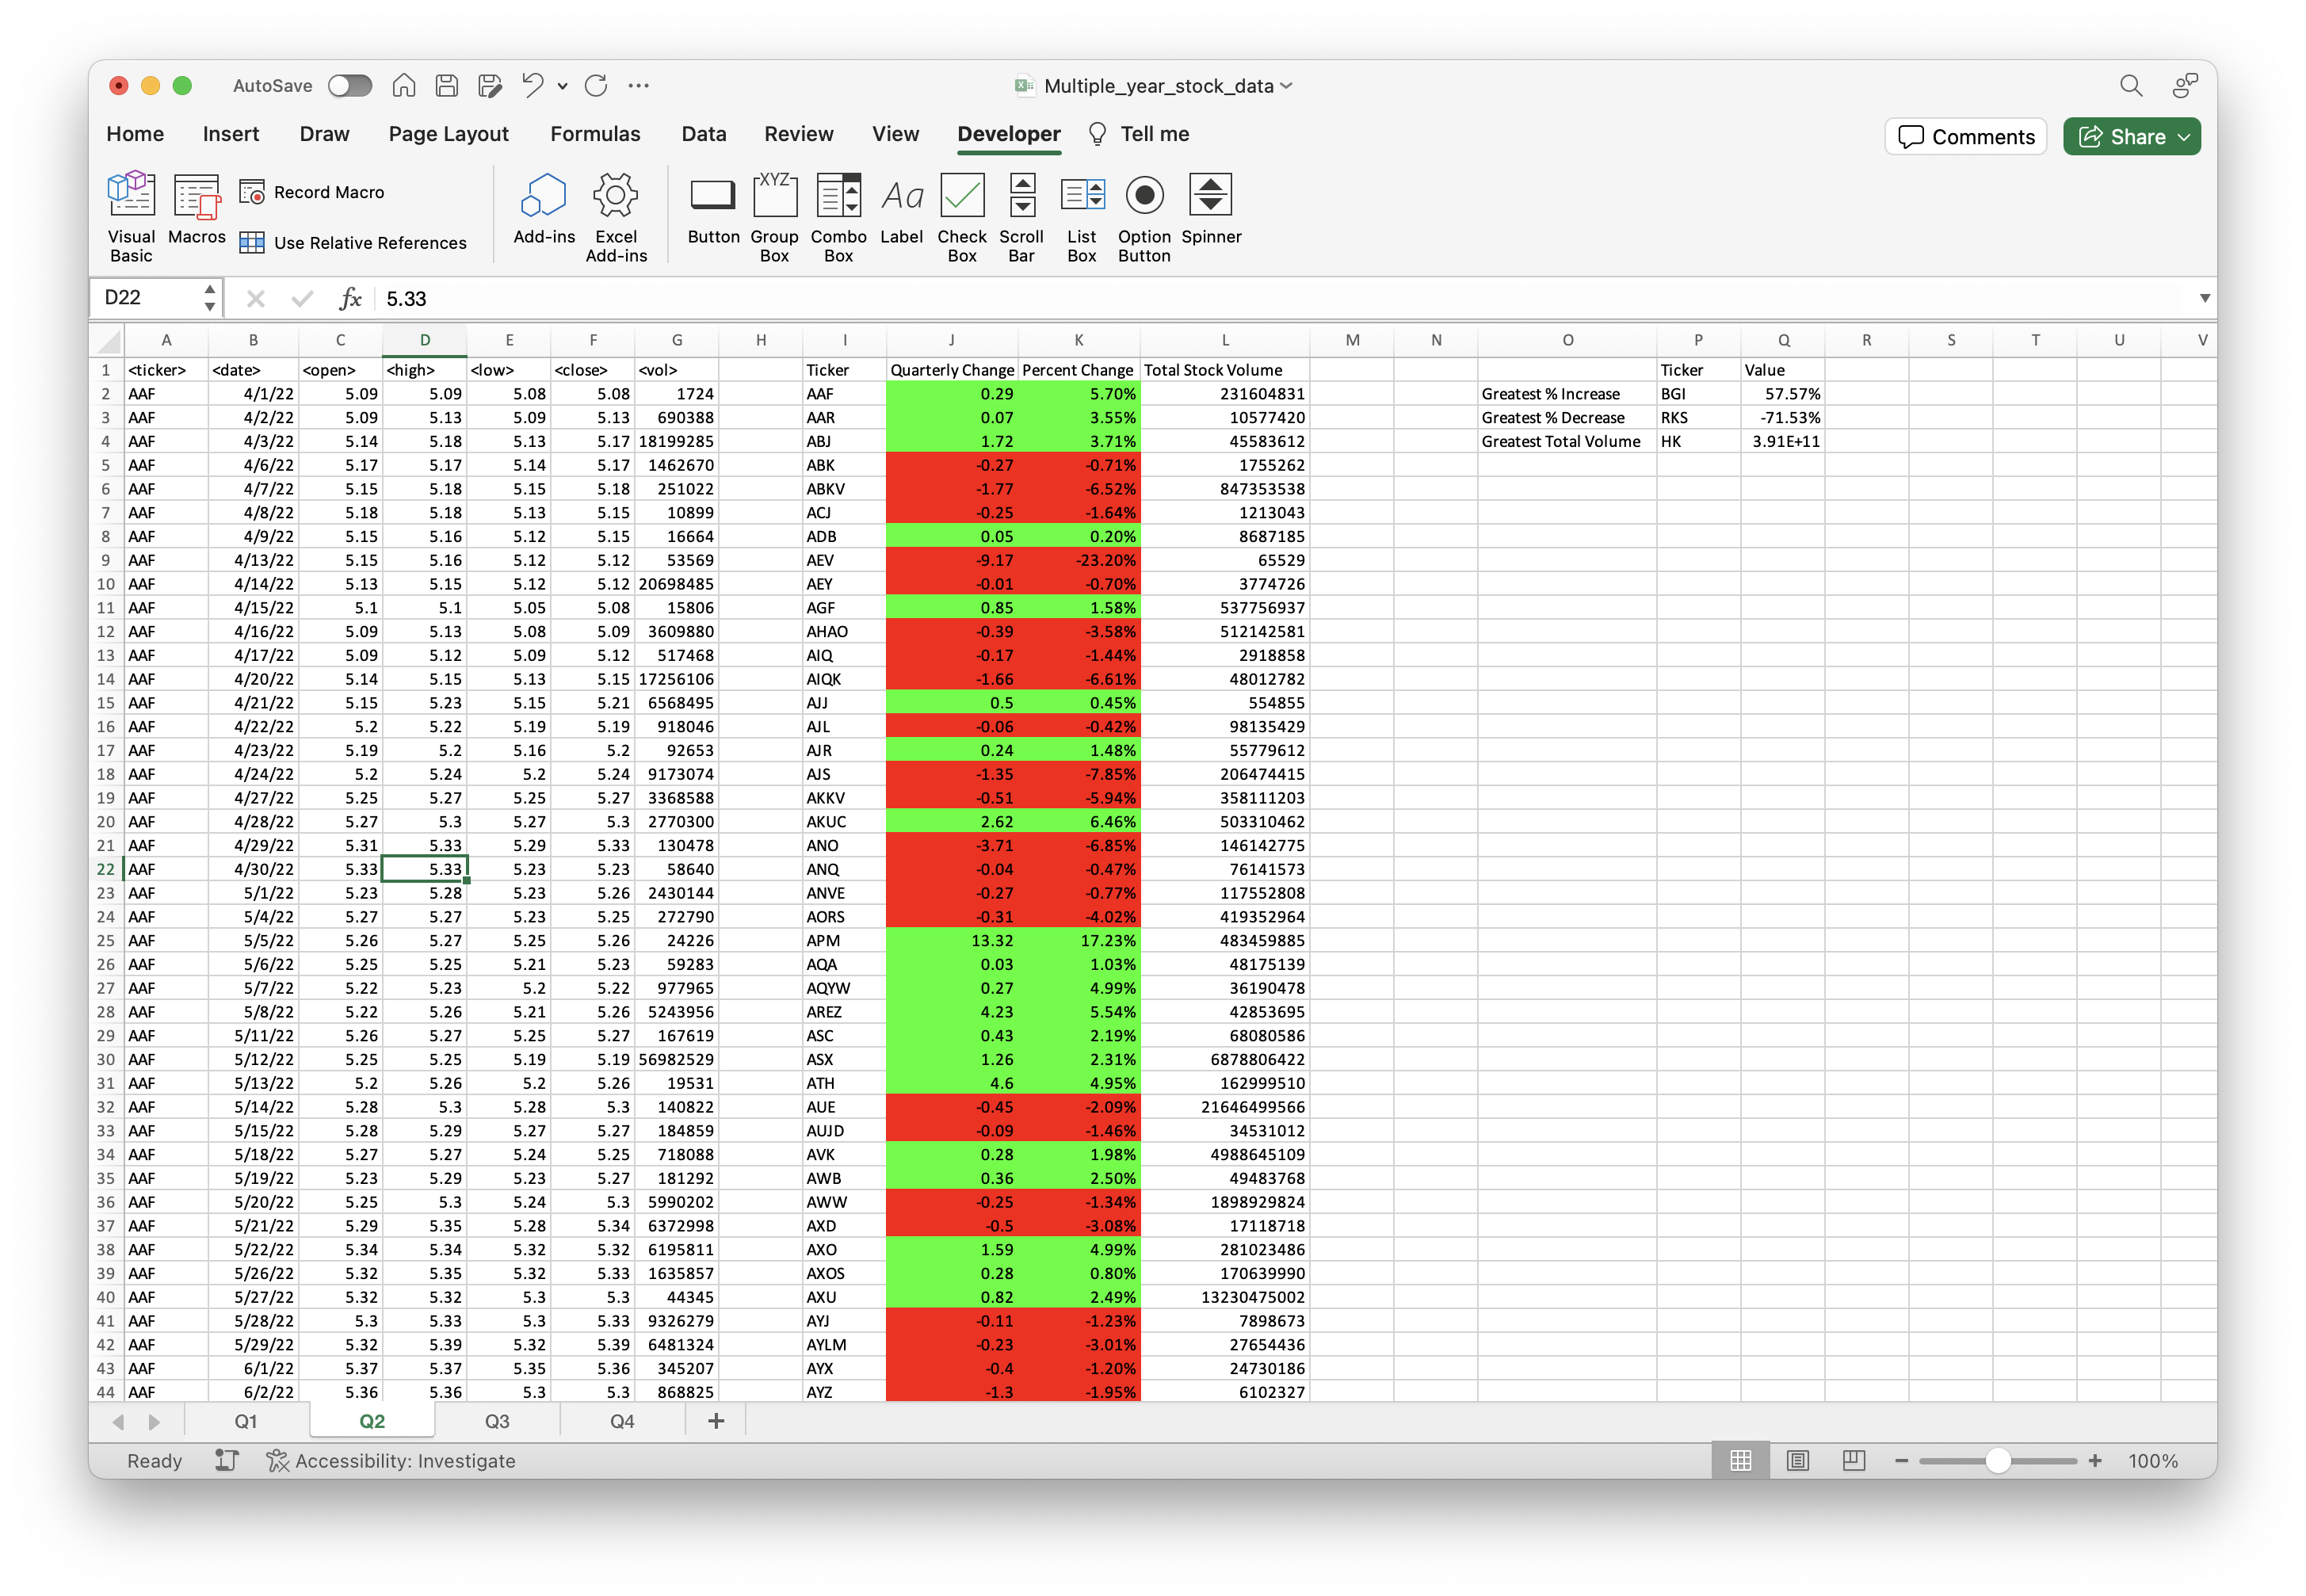 AutoSave
Multiple_year_stock_data
Home Insert Draw Page Layout Formulas Data Review View Developer Tell me Comments Share
Visual Basic Macros Record Macro Use Relative References Add-ins Excel Add-ins Button Group Box Combo Box Label Check Box Scroll Bar List Box Option Button Spinner
XYZ Aa
D22 fx 5.33
A B C D E F G H I J K L M N O P Q R S T U V
1 <ticker> <date> <open> <high> <low> <close> <vol> Ticker Quarterly Change Percent Change Total Stock Volume Ticker Value
2 AAF 4/1/22 5.09 5.09 5.08 5.08 1724 AAF 0.29 5.70% 231604831 Greatest % Increase BGI 57.57%
3 AAF 4/2/22 5.09 5.13 5.09 5.13 690388 AAR 0.07 3.55% 10577420 Greatest % Decrease RKS -71.53%
4 AAF 4/3/22 5.14 5.18 5.13 5.17 18199285 ABJ 1.72 3.71% 45583612 Greatest Total Volume HK 3.91E+11
5 AAF 4/6/22 5.17 5.17 5.14 5.17 1462670 ABK -0.27 -0.71% 1755262
6 AAF 4/7/22 5.15 5.18 5.15 5.18 251022 ABKV -1.77 -6.52% 847353538
7 AAF 4/8/22 5.18 5.18 5.13 5.15 10899 ACJ -0.25 -1.64% 1213043
8 AAF 4/9/22 5.15 5.16 5.12 5.15 16664 ADB 0.05 0.20% 8687185
9 AAF 4/13/22 5.15 5.16 5.12 5.12 53569 AEV -9.17 -23.20% 65529
10 AAF 4/14/22 5.13 5.15 5.12 5.12 20698485 AEY -0.01 -0.70% 3774726
11 AAF 4/15/22 5.1 5.1 5.05 5.08 15806 AGF 0.85 1.58% 537756937
12 AAF 4/16/22 5.09 5.13 5.08 5.09 3609880 AHAO -0.39 -3.58% 512142581
13 AAF 4/17/22 5.09 5.12 5.09 5.12 517468 AIQ -0.17 -1.44% 2918858
14 AAF 4/20/22 5.14 5.15 5.13 5.15 17256106 AIQK -1.66 -6.61% 48012782
15 AAF 4/21/22 5.15 5.23 5.15 5.21 6568495 AJJ 0.5 0.45% 554855
16 AAF 4/22/22 5.2 5.22 5.19 5.19 918046 AJL -0.06 -0.42% 98135429
17 AAF 4/23/22 5.19 5.2 5.16 5.2 92653 AJR 0.24 1.48% 55779612
18 AAF 4/24/22 5.2 5.24 5.2 5.24 9173074 AJS -1.35 -7.85% 206474415
19 AAF 4/27/22 5.25 5.27 5.25 5.27 3368588 AKKV -0.51 -5.94% 358111203
20 AAF 4/28/22 5.27 5.3 5.27 5.3 2770300 AKUC 2.62 6.46% 503310462
21 AAF 4/29/22 5.31 5.33 5.29 5.33 130478 ANO -3.71 -6.85% 146142775
22 AAF 4/30/22 5.33 5.33 5.23 5.23 58640 ANQ -0.04 -0.47% 76141573
23 AAF 5/1/22 5.23 5.28 5.23 5.26 2430144 ANVE -0.27 -0.77% 117552808
24 AAF 5/4/22 5.27 5.27 5.23 5.25 272790 AORS -0.31 -4.02% 419352964
25 AAF 5/5/22 5.26 5.27 5.25 5.26 24226 APM 13.32 17.23% 483459885
26 AAF 5/6/22 5.25 5.25 5.21 5.23 59283 AQA 0.03 1.03% 48175139
27 AAF 5/7/22 5.22 5.23 5.2 5.22 977965 AQYW 0.27 4.99% 36190478
28 AAF 5/8/22 5.22 5.26 5.21 5.26 5243956 AREZ 4.23 5.54% 42853695
29 AAF 5/11/22 5.26 5.27 5.25 5.27 167619 ASC 0.43 2.19% 68080586
30 AAF 5/12/22 5.25 5.25 5.19 5.19 56982529 ASX 1.26 2.31% 6878806422
31 AAF 5/13/22 5.2 5.26 5.2 5.26 19531 ATH 4.6 4.95% 162999510
32 AAF 5/14/22 5.28 5.3 5.28 5.3 140822 AUE -0.45 -2.09% 21646499566
33 AAF 5/15/22 5.28 5.29 5.27 5.27 184859 AUJD -0.09 -1.46% 34531012
34 AAF 5/18/22 5.27 5.27 5.24 5.25 718088 AVK 0.28 1.98% 4988645109
35 AAF 5/19/22 5.23 5.29 5.23 5.27 181292 AWB 0.36 2.50% 49483768
36 AAF 5/20/22 5.25 5.3 5.24 5.3 5990202 AWW -0.25 -1.34% 1898929824
37 AAF 5/21/22 5.29 5.35 5.28 5.34 6372998 AXD -0.5 -3.08% 17118718
38 AAF 5/22/22 5.34 5.34 5.32 5.32 6195811 AXO 1.59 4.99% 281023486
39 AAF 5/26/22 5.32 5.35 5.32 5.33 1635857 AXOS 0.28 0.80% 170639990
40 AAF 5/27/22 5.32 5.32 5.3 5.3 44345 AXU 0.82 2.49% 13230475002
41 AAF 5/28/22 5.3 5.33 5.3 5.33 9326279 AYJ -0.11 -1.23% 7898673
42 AAF 5/29/22 5.32 5.39 5.32 5.39 6481324 AYLM -0.23 -3.01% 27654436
43 AAF 6/1/22 5.37 5.37 5.35 5.36 345207 AYX -0.4 -1.20% 24730186
44 AAF 6/2/22 5.36 5.36 5.3 5.3 868825 AYZ -1.3 -1.95% 6102327
Q1 Q2 Q3 Q4 +
Ready Accessibility: Investigate 100%